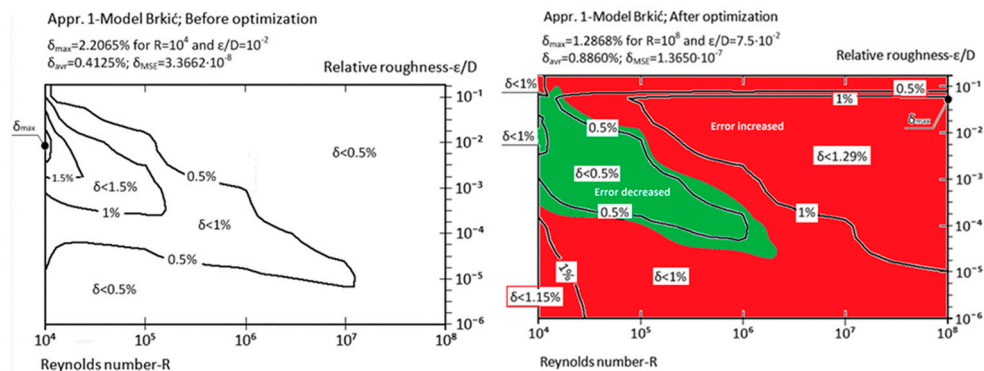 Appr. 1-Model Brkić; Before optimization
δmax=2.2065% for R=10⁴ and ε/D=10⁻²
δavr=0.4125%; δMSE=3.3662·10⁻⁸
Relative roughness-ε/D
10⁻¹
10⁻²
10⁻³
10⁻⁴
10⁻⁵
10⁻⁶
δmax
δ<0.5%
0.5%
1.5%
δ<1.5%
1%
δ<1%
0.5%
δ<0.5%
10⁴
10⁵
10⁶
10⁷
10⁸
Reynolds number-R
Appr. 1-Model Brkić; After optimization
δmax=1.2868% for R=10⁸ and ε/D=7.5·10⁻²
δavr=0.8860%; δMSE=1.3650·10⁻⁷
Relative roughness-ε/D
δ<1%
0.5%
1%
10⁻¹
δmax
0.5%
Error increased
δ<1%
10⁻²
δ<1.29%
δ<0.5%
Error decreased
10⁻³
0.5%
1%
10⁻⁴
1%
δ<1%
10⁻⁵
δ<1.15%
10⁻⁶
10⁴
10⁵
10⁶
10⁷
10⁸
Reynolds number-R